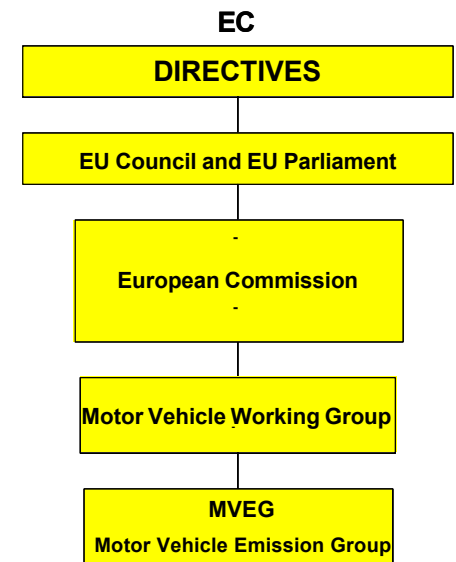 EC
DIRECTIVES
EU Council and EU Parliament
-
European Commission
-
Motor Vehicle Working Group
MVEG
Motor Vehicle Emission Group